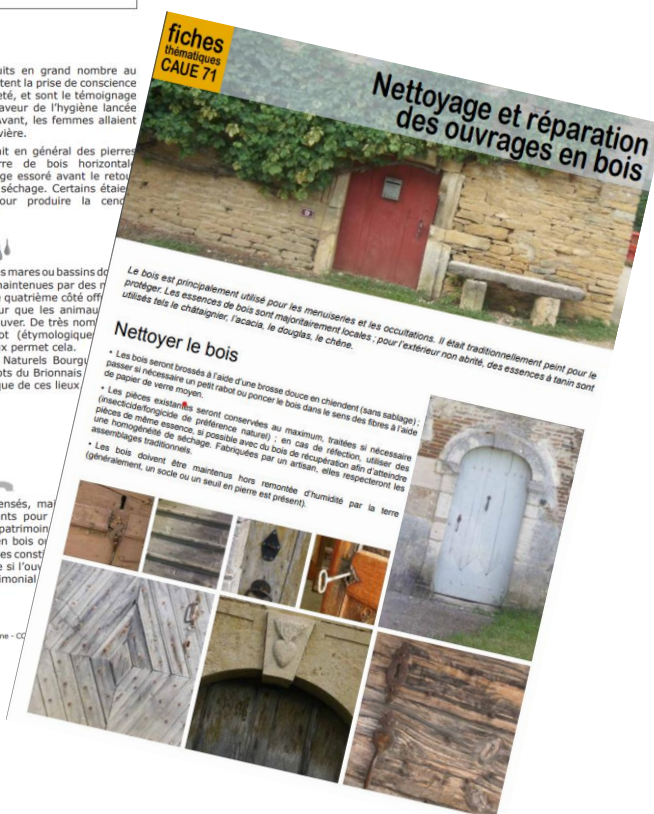 uits en grand nombre au
tent la prise de conscience
eté, et sont le témoignage
aveur de l'hygiène lancée
Avant, les femmes allaient
vière.
it en général des pierres
rre de bois horizontale
ge essoré avant le retou
séchage. Certains étaie
our produire la cend
s mares ou bassins do
maintenues par des m
e quatrième côté off
ur que les animau
uver. De très nom
ot (étymologique
x permet cela.
Naturels Bourgu
ots du Brionnais
que de ces lieux
ensés, mal
nts pour
patrimoin
en bois o
es consti
e si l'ouv
imonial
ne - CC
fiches
thématiques
CAUE 71
Nettoyage et réparation
des ouvrages en bois
Le bois est principalement utilisé pour les menuiseries et les occultations. Il était traditionnellement peint pour le
protéger. Les essences de bois sont majoritairement locales ; pour l'extérieur non abrité, des essences à tanin sont
utilisés tels le châtaignier, l'acacia, le douglas, le chêne.
Nettoyer le bois
• Les bois seront brossés à l'aide d'une brosse douce en chiendent (sans sablage) ;
passer si nécessaire un petit rabot ou poncer le bois dans le sens des fibres à l'aide
de papier de verre moyen.
• Les pièces existantes seront conservées au maximum, traitées si nécessaire
(insecticide/fongicide de préférence naturel) ; en cas de réfection, utiliser des
pièces de même essence, si possible avec du bois de récupération afin d'atteindre
une homogénéité de séchage. Fabriquées par un artisan, elles respecteront les
assemblages traditionnels.
• Les bois doivent être maintenus hors remontée d'humidité par la terre
(généralement, un socle ou un seuil en pierre est présent).